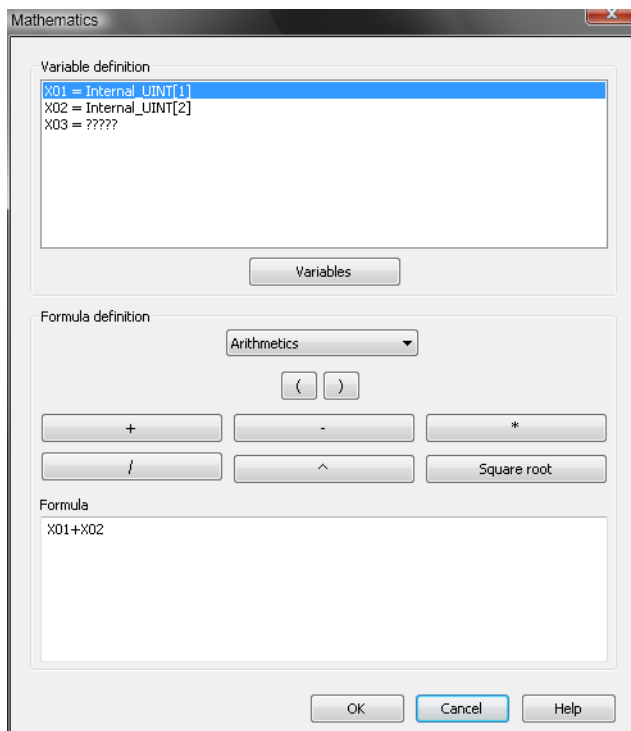 Mathematics
Variable definition
X01 = Internal_UINT[1]
X02 = Internal_UINT[2]
X03 = ?????
Variables
Formula definition
Arithmetics
( )
+ - *
/ ^ Square root
Formula
X01+X02
OK Cancel Help